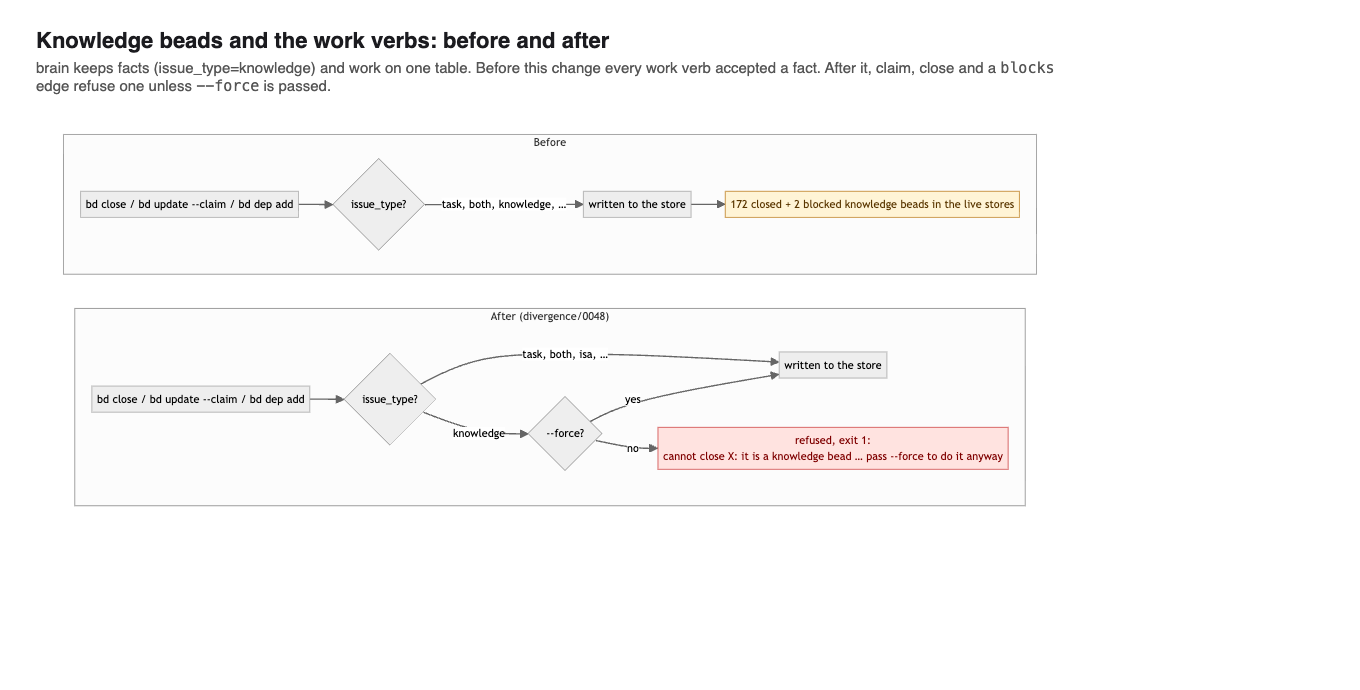 Knowledge beads and the work verbs: before and after
brain keeps facts (issue_type=knowledge) and work on one table. Before this change every work verb accepted a fact. After it, claim, close and a blocks
edge refuse one unless --force is passed.
Before
bd close / bd update --claim / bd dep add
issue_type?
task, both, knowledge, ...
written to the store
172 closed + 2 blocked knowledge beads in the live stores
After (divergence/0048)
bd close / bd update --claim / bd dep add
issue_type?
task, both, isa, ...
written to the store
knowledge
--force?
yes
no
refused, exit 1:
cannot close X: it is a knowledge bead ... pass --force to do it anyway